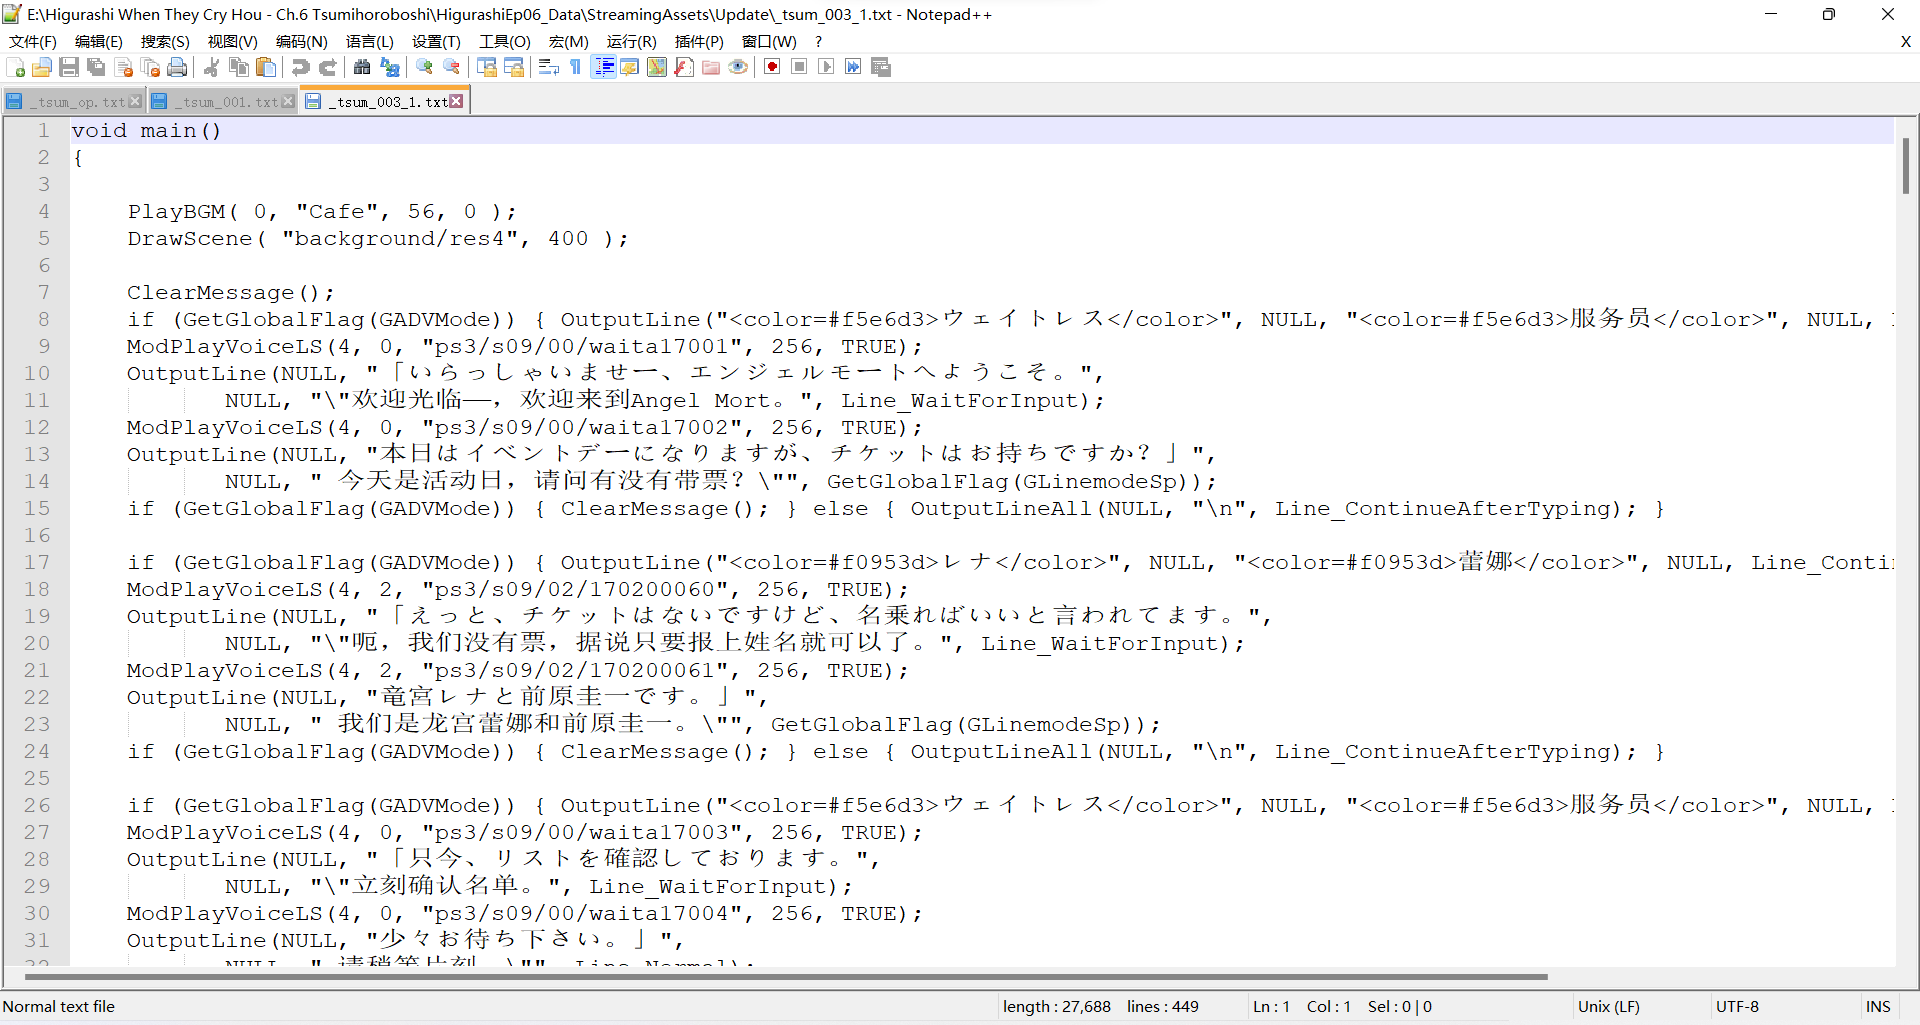 E:\Higurashi When They Cry Hou - Ch.6 Tsumihoroboshi\HigurashiEp06_Data\StreamingAssets\Update\_tsum_003_1.txt - Notepad++
文件(F) 编辑(E) 搜索(S) 视图(V) 编码(N) 语言(L) 设置(T) 工具(O) 宏(M) 运行(R) 插件(P) 窗口(W) ? X
_tsum_op.txt _tsum_001.txt _tsum_003_1.txt
1 void main()
2 {
3
4 PlayBGM( 0, "Cafe", 56, 0 );
5 DrawScene( "background/res4", 400 );
6
7 ClearMessage();
8 if (GetGlobalFlag(GADVMode)) { OutputLine("<color=#f5e6d3>ウェイトレス</color>", NULL, "<color=#f5e6d3>服务员</color>", NULL,
9 ModPlayVoiceLS(4, 0, "ps3/s09/00/waita17001", 256, TRUE);
10 OutputLine(NULL, "「いらっしゃいませー、エンジェルモートへようこそ。",
11 NULL, "\"欢迎光临——，欢迎来到Angel Mort。", Line_WaitForInput);
12 ModPlayVoiceLS(4, 0, "ps3/s09/00/waita17002", 256, TRUE);
13 OutputLine(NULL, "本日はイベントデーになりますが、チケットはお持ちですか？」",
14 NULL, " 今天是活动日，请问有没有带票？\"", GetGlobalFlag(GLinemodeSp));
15 if (GetGlobalFlag(GADVMode)) { ClearMessage(); } else { OutputLineAll(NULL, "\n", Line_ContinueAfterTyping); }
16
17 if (GetGlobalFlag(GADVMode)) { OutputLine("<color=#f0953d>レナ</color>", NULL, "<color=#f0953d>蕾娜</color>", NULL, Line_Conti
18 ModPlayVoiceLS(4, 2, "ps3/s09/02/170200060", 256, TRUE);
19 OutputLine(NULL, "「えっと、チケットはないですけど、名乗ればいいと言われてます。",
20 NULL, "\"呃，我们没有票，据说只要报上姓名就可以了。", Line_WaitForInput);
21 ModPlayVoiceLS(4, 2, "ps3/s09/02/170200061", 256, TRUE);
22 OutputLine(NULL, "竜宮レナと前原圭一です。」",
23 NULL, " 我们是龙宫蕾娜和前原圭一。\"", GetGlobalFlag(GLinemodeSp));
24 if (GetGlobalFlag(GADVMode)) { ClearMessage(); } else { OutputLineAll(NULL, "\n", Line_ContinueAfterTyping); }
25
26 if (GetGlobalFlag(GADVMode)) { OutputLine("<color=#f5e6d3>ウェイトレス</color>", NULL, "<color=#f5e6d3>服务员</color>", NULL,
27 ModPlayVoiceLS(4, 0, "ps3/s09/00/waita17003", 256, TRUE);
28 OutputLine(NULL, "「只今、リストを確認しております。",
29 NULL, "\"立刻确认名单。", Line_WaitForInput);
30 ModPlayVoiceLS(4, 0, "ps3/s09/00/waita17004", 256, TRUE);
31 OutputLine(NULL, "少々お待ち下さい。」",
32 NULL, " 请稍等片刻。\"", Line_Normal);
Normal text file length : 27,688 lines : 449 Ln : 1 Col : 1 Sel : 0 | 0 Unix (LF) UTF-8 INS